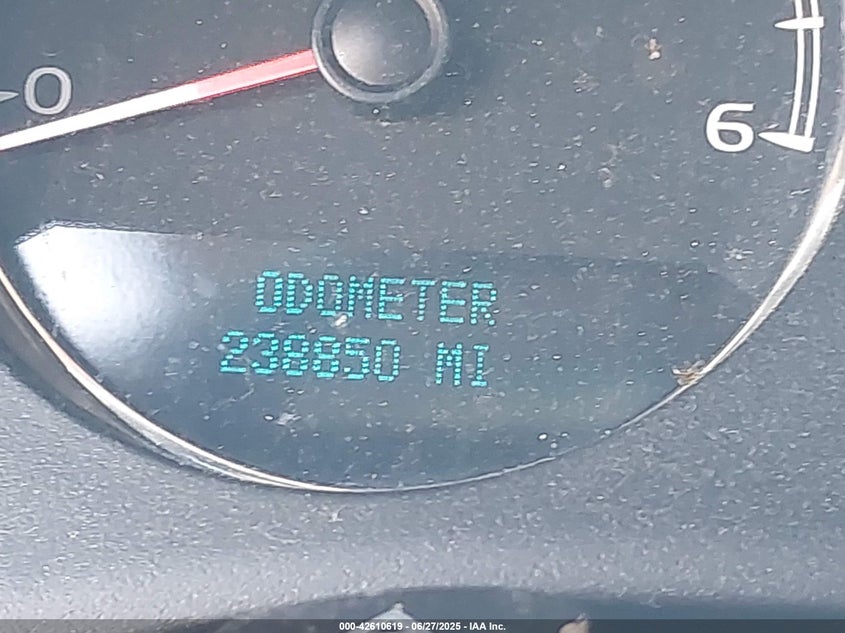 0
6
ODOMETER
238850 MI
000-42610619 - 06/27/2025 - IAA Inc.